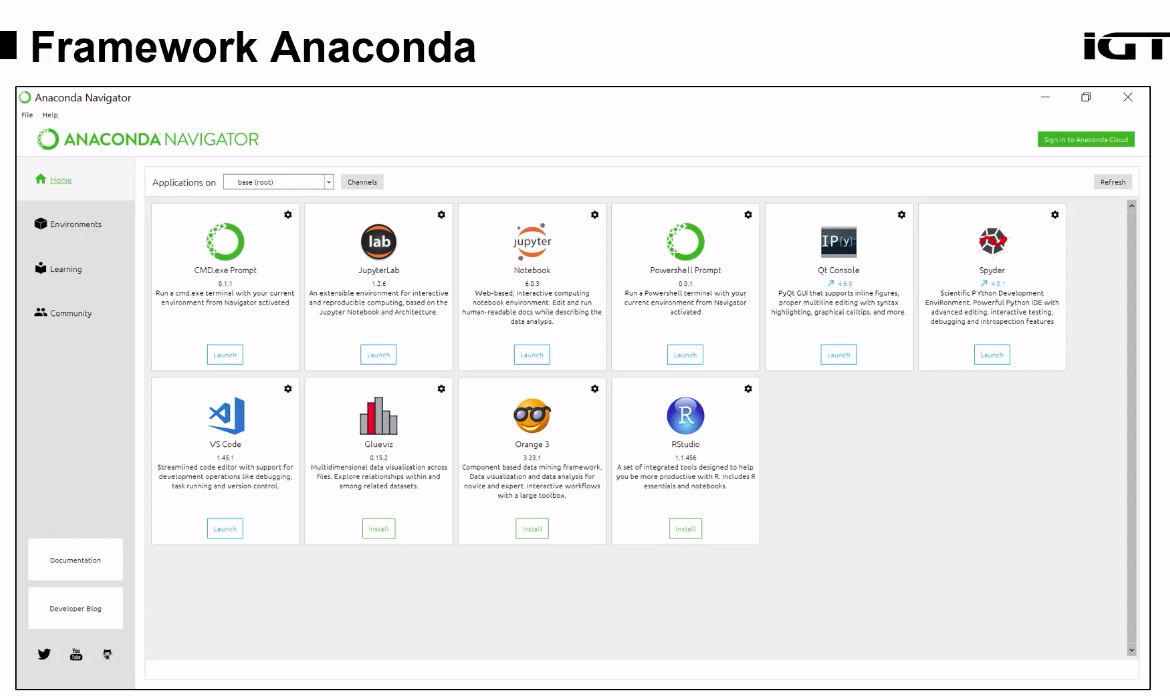 Framework Anaconda
iGT
Anaconda Navigator
File Help
ANACONDA NAVIGATOR
Sign in to Anaconda Cloud
Home
Applications on base (root) Channels Refresh
Environments
Learning
Community
CMD.exe Prompt
0.1.1
Run a cmd.exe terminal with your current
environment from Navigator activated
Launch
lab
JupyterLab
1.2.6
An extensible environment for interactive
and reproducible computing, based on the
Jupyter Notebook and Architecture.
Launch
jupyter
Notebook
6.0.3
Web-based, interactive computing
notebook environment. Edit and run
human-readable docs while describing the
data analysis.
Launch
Powershell Prompt
0.0.1
Run a Powershell terminal with your
current environment from Navigator
activated
Launch
IP[y]:
Qt Console
4.6.0
PyQt GUI that supports inline figures,
proper multiline editing with syntax
highlighting, graphical calltips, and more.
Launch
Spyder
4.0.1
Scientific PYthon Development
EnviRonment. Powerful Python IDE with
advanced editing, interactive testing,
debugging and introspection features
Launch
VS Code
1.45.1
Streamlined code editor with support for
development operations like debugging,
task running and version control.
Launch
Glueviz
0.15.2
Multidimensional data visualization across
files. Explore relationships within and
among related datasets.
Install
Orange 3
3.23.1
Component based data mining framework.
Data visualization and data analysis for
novice and expert. Interactive workflows
with a large toolbox.
Install
R
RStudio
1.1.456
A set of integrated tools designed to help
you be more productive with R. Includes R
essentials and notebooks.
Install
Documentation
Developer Blog
You
Tube